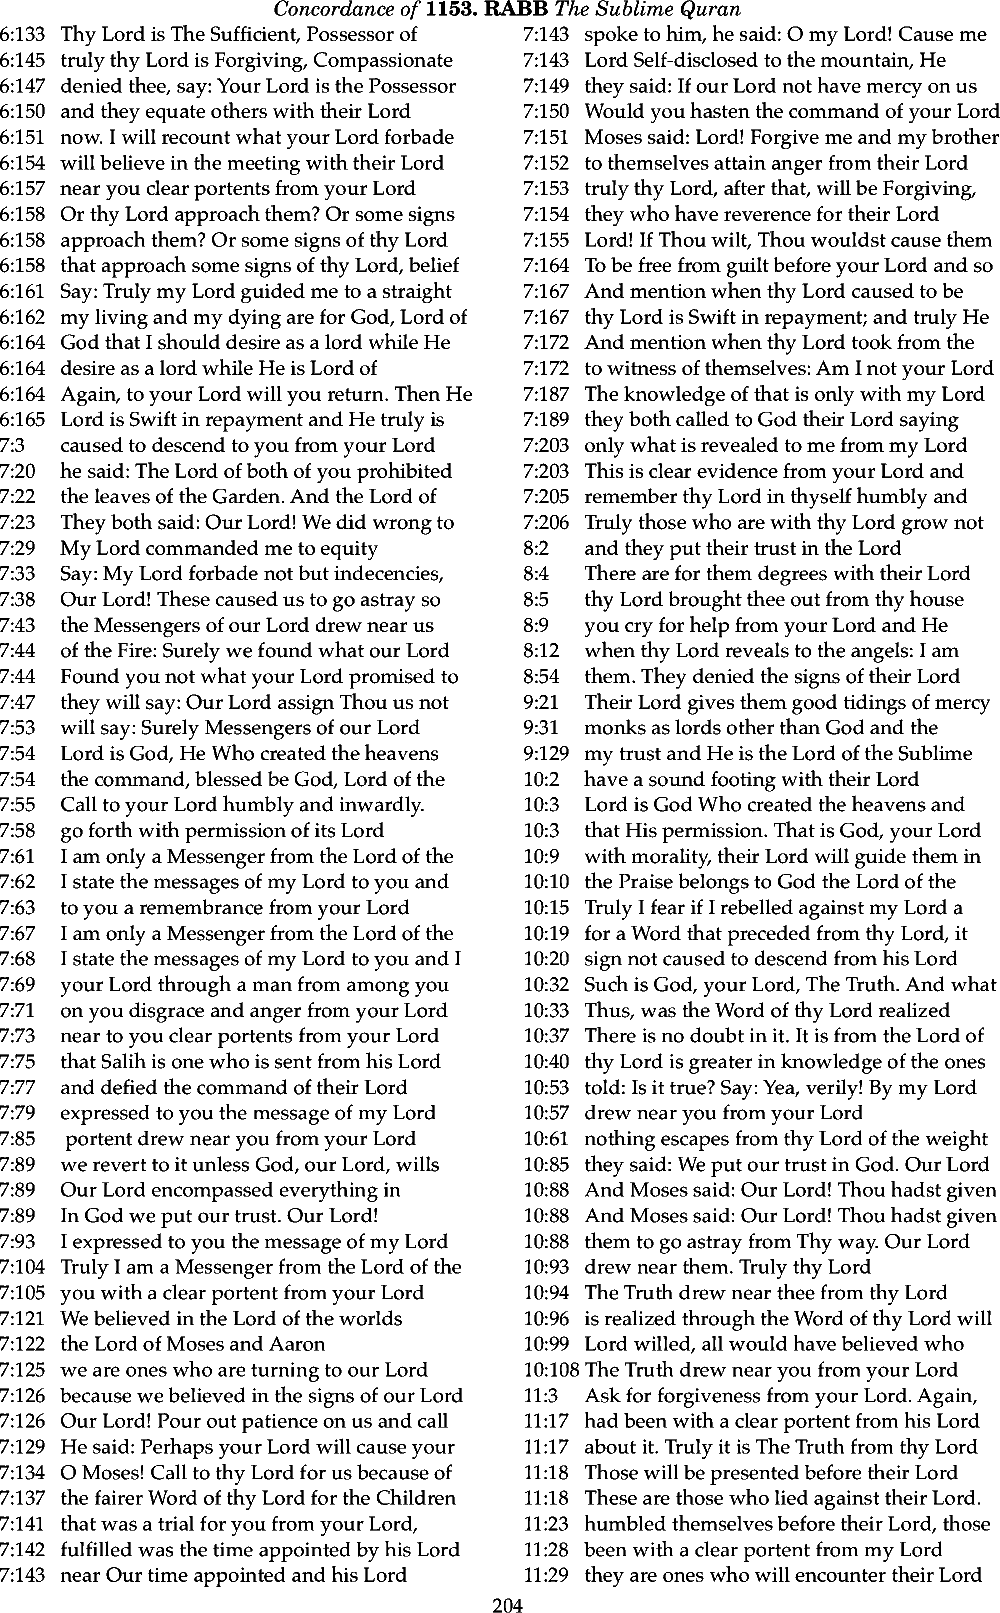 Concordance of 1153. RABB The Sublime Quran
6:133 Thy Lord is The Sufficient, Possessor of
6:145 truly thy Lord is Forgiving, Compassionate
6:147 denied thee, say: Your Lord is the Possessor
6:150 and they equate others with their Lord
6:151 now. I will recount what your Lord forbade
6:154 will believe in the meeting with their Lord
6:157 near you clear portents from your Lord
6:158 Or thy Lord approach them? Or some signs
6:158 approach them? Or some signs of thy Lord
6:158 that approach some signs of thy Lord, belief
6:161 Say: Truly my Lord guided me to a straight
6:162 my living and my dying are for God, Lord of
6:164 God that I should desire as a lord while He
6:164 desire as a lord while He is Lord of
6:164 Again, to your Lord will you return. Then He
6:165 Lord is Swift in repayment and He truly is
7:3 caused to descend to you from your Lord
7:20 he said: The Lord of both of you prohibited
7:22 the leaves of the Garden. And the Lord of
7:23 They both said: Our Lord! We did wrong to
7:29 My Lord commanded me to equity
7:33 Say: My Lord forbade not but indecencies,
7:38 Our Lord! These caused us to go astray so
7:43 the Messengers of our Lord drew near us
7:44 of the Fire: Surely we found what our Lord
7:44 Found you not what your Lord promised to
7:47 they will say: Our Lord assign Thou us not
7:53 will say: Surely Messengers of our Lord
7:54 Lord is God, He Who created the heavens
7:54 the command, blessed be God, Lord of the
7:55 Call to your Lord humbly and inwardly.
7:58 go forth with permission of its Lord
7:61 I am only a Messenger from the Lord of the
7:62 I state the messages of my Lord to you and
7:63 to you a remembrance from your Lord
7:67 I am only a Messenger from the Lord of the
7:68 I state the messages of my Lord to you and I
7:69 your Lord through a man from among you
7:71 on you disgrace and anger from your Lord
7:73 near to you clear portents from your Lord
7:75 that Salih is one who is sent from his Lord
7:77 and defied the command of their Lord
7:79 expressed to you the message of my Lord
7:85 portent drew near you from your Lord
7:89 we revert to it unless God, our Lord, wills
7:89 Our Lord encompassed everything in
7:89 In God we put our trust. Our Lord!
7:93 I expressed to you the message of my Lord
7:104 Truly I am a Messenger from the Lord of the
7:105 you with a clear portent from your Lord
7:121 We believed in the Lord of the worlds
7:122 the Lord of Moses and Aaron
7:125 we are ones who are turning to our Lord
7:126 because we believed in the signs of our Lord
7:126 Our Lord! Pour out patience on us and call
7:129 He said: Perhaps your Lord will cause your
7:134 O Moses! Call to thy Lord for us because of
7:137 the fairer Word of thy Lord for the Children
7:141 that was a trial for you from your Lord,
7:142 fulfilled was the time appointed by his Lord
7:143 near Our time appointed and his Lord
7:143 spoke to him, he said: O my Lord! Cause me
7:143 Lord Self-disclosed to the mountain, He
7:149 they said: If our Lord not have mercy on us
7:150 Would you hasten the command of your Lord
7:151 Moses said: Lord! Forgive me and my brother
7:152 to themselves attain anger from their Lord
7:153 truly thy Lord, after that, will be Forgiving,
7:154 they who have reverence for their Lord
7:155 Lord! If Thou wilt, Thou wouldst cause them
7:164 To be free from guilt before your Lord and so
7:167 And mention when thy Lord caused to be
7:167 thy Lord is Swift in repayment; and truly He
7:172 And mention when thy Lord took from the
7:172 to witness of themselves: Am I not your Lord
7:187 The knowledge of that is only with my Lord
7:189 they both called to God their Lord saying
7:203 only what is revealed to me from my Lord
7:203 This is clear evidence from your Lord and
7:205 remember thy Lord in thyself humbly and
7:206 Truly those who are with thy Lord grow not
8:2 and they put their trust in the Lord
8:4 There are for them degrees with their Lord
8:5 thy Lord brought thee out from thy house
8:9 you cry for help from your Lord and He
8:12 when thy Lord reveals to the angels: I am
8:54 them. They denied the signs of their Lord
9:21 Their Lord gives them good tidings of mercy
9:31 monks as lords other than God and the
9:129 my trust and He is the Lord of the Sublime
10:2 have a sound footing with their Lord
10:3 Lord is God Who created the heavens and
10:3 that His permission. That is God, your Lord
10:9 with morality, their Lord will guide them in
10:10 the Praise belongs to God the Lord of the
10:15 Truly I fear if I rebelled against my Lord a
10:19 for a Word that preceded from thy Lord, it
10:20 sign not caused to descend from his Lord
10:32 Such is God, your Lord, The Truth. And what
10:33 Thus, was the Word of thy Lord realized
10:37 There is no doubt in it. It is from the Lord of
10:40 thy Lord is greater in knowledge of the ones
10:53 told: Is it true? Say: Yea, verily! By my Lord
10:57 drew near you from your Lord
10:61 nothing escapes from thy Lord of the weight
10:85 they said: We put our trust in God. Our Lord
10:88 And Moses said: Our Lord! Thou hadst given
10:88 And Moses said: Our Lord! Thou hadst given
10:88 them to go astray from Thy way. Our Lord
10:93 drew near them. Truly thy Lord
10:94 The Truth drew near thee from thy Lord
10:96 is realized through the Word of thy Lord will
10:99 Lord willed, all would have believed who
10:108 The Truth drew near you from your Lord
11:3 Ask for forgiveness from your Lord. Again,
11:17 had been with a clear portent from his Lord
11:17 about it. Truly it is The Truth from thy Lord
11:18 Those will be presented before their Lord
11:18 These are those who lied against their Lord.
11:23 humbled themselves before their Lord, those
11:28 been with a clear portent from my Lord
11:29 they are ones who will encounter their Lord
204